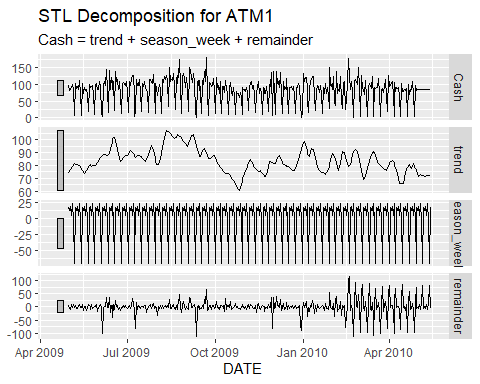 STL Decomposition for ATM1
Cash = trend + season_week + remainder
150
100
50
0
Cash
100
90
80
70
60
trend
25
0
-25
-50
eason_weel
100
50
0
-50
-100
remainder
Apr 2009
Jul 2009
Oct 2009
Jan 2010
Apr 2010
DATE